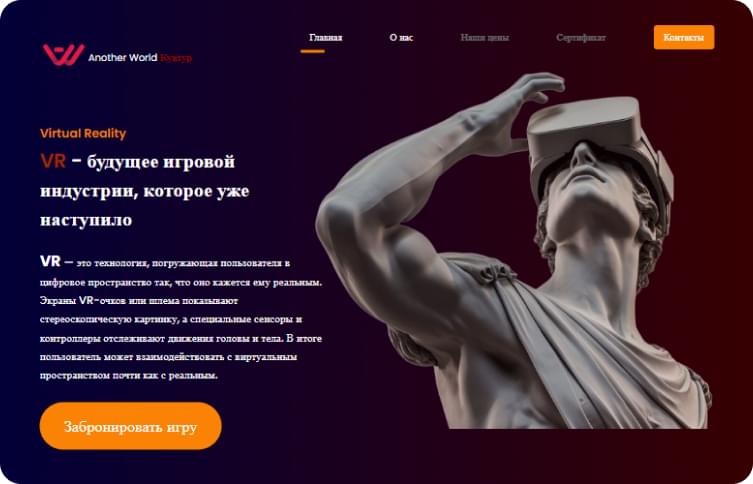 Главная
О нас
Наши цены
Сертификат
Контакты
Another World Кунтур
Virtual Reality
VR - будущее игровой
индустрии, которое уже
наступило
VR — это технология, погружающая пользователя в
цифровое пространство так, что оно кажется ему реальным.
Экраны VR-очков или шлема показывают
стереоскопическую картинку, а специальные сенсоры и
контроллеры отслеживают движения головы и тела. В итоге
пользователь может взаимодействовать с виртуальным
пространством почти как с реальным.
Забронировать игру